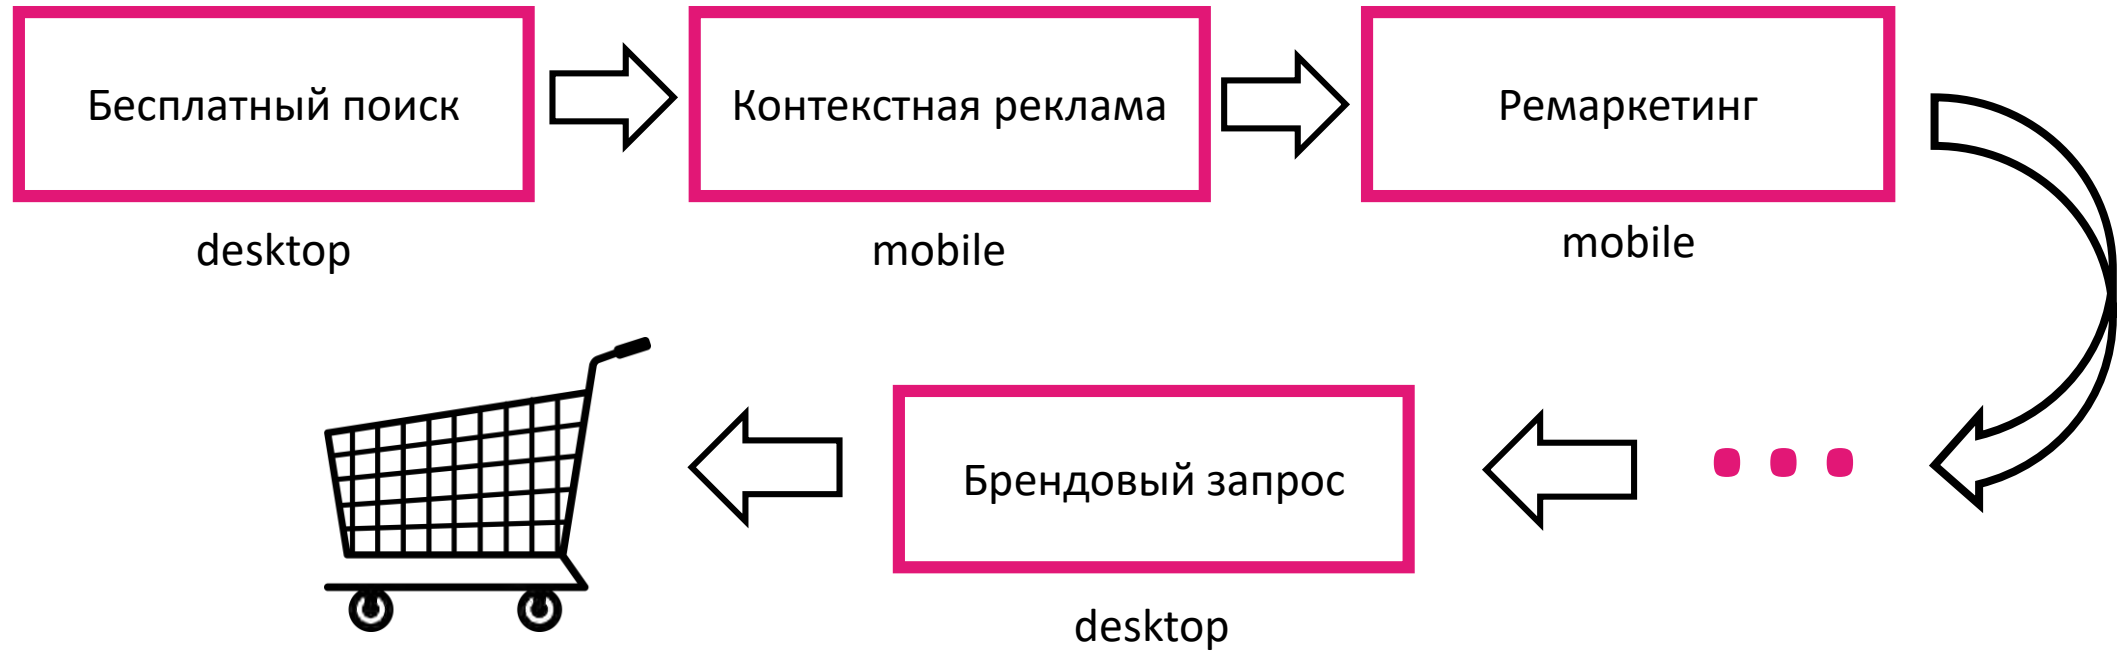 Бесплатный поиск
Контекстная реклама
Ремаркетинг
desktop
mobile
mobile
Брендовый запрос
desktop